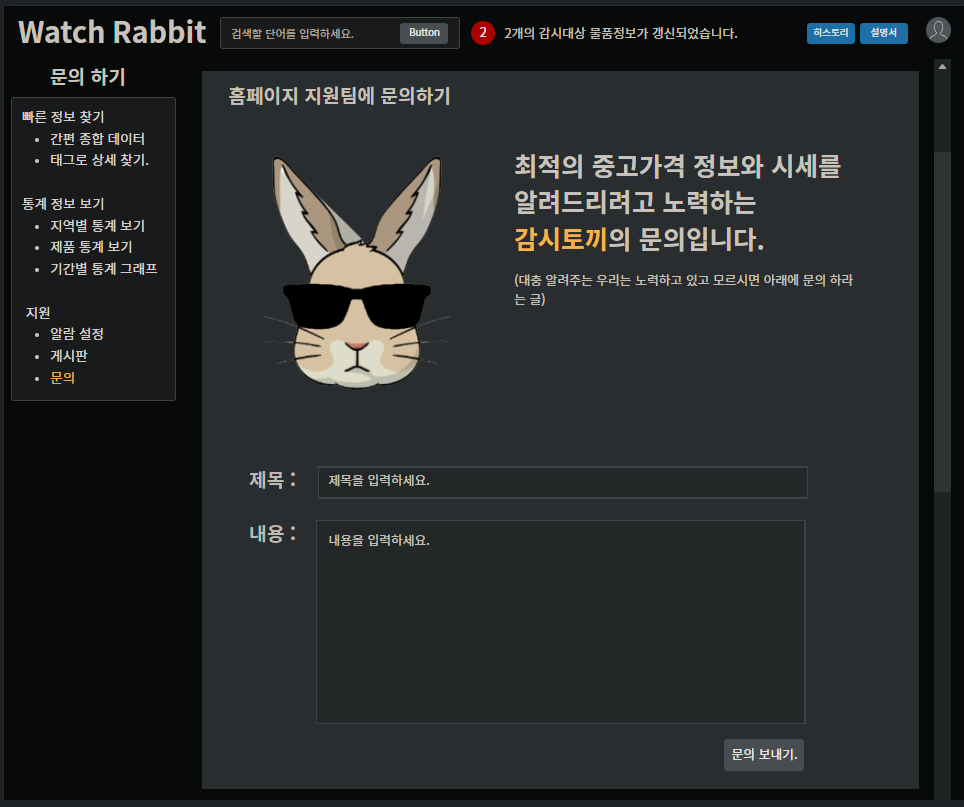 Watch Rabbit
검색할 단어를 입력하세요.
Button
2
2개의 감시대상 물품정보가 갱신되었습니다.
히스토리
설명서
문의 하기
빠른 정보 찾기
간편 종합 데이터
태그로 상세 찾기.
통계 정보 보기
지역별 통계 보기
제품 통계 보기
기간별 통계 그래프
지원
알람 설정
게시판
문의
홈페이지 지원팀에 문의하기
최적의 중고가격 정보와 시세를
알려드리려고 노력하는
감시토끼의 문의입니다.
(대충 알려주는 우리는 노력하고 있고 모르시면 아래에 문의 하라
는 글)
제목 :
제목을 입력하세요.
내용 :
내용을 입력하세요.
문의 보내기.